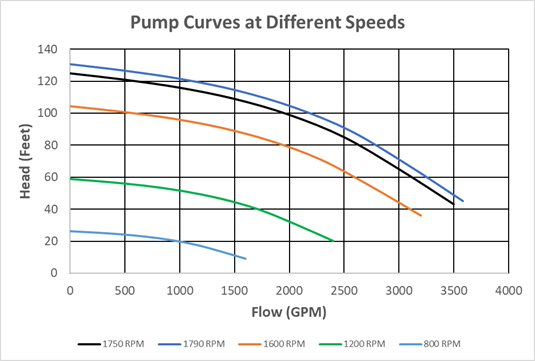 Pump Curves at Different Speeds
140
120
100
80
60
40
20
0
Head (Feet)
0 500 1000 1500 2000 2500 3000 3500 4000
Flow (GPM)
1750 RPM 1790 RPM 1600 RPM 1200 RPM 800 RPM